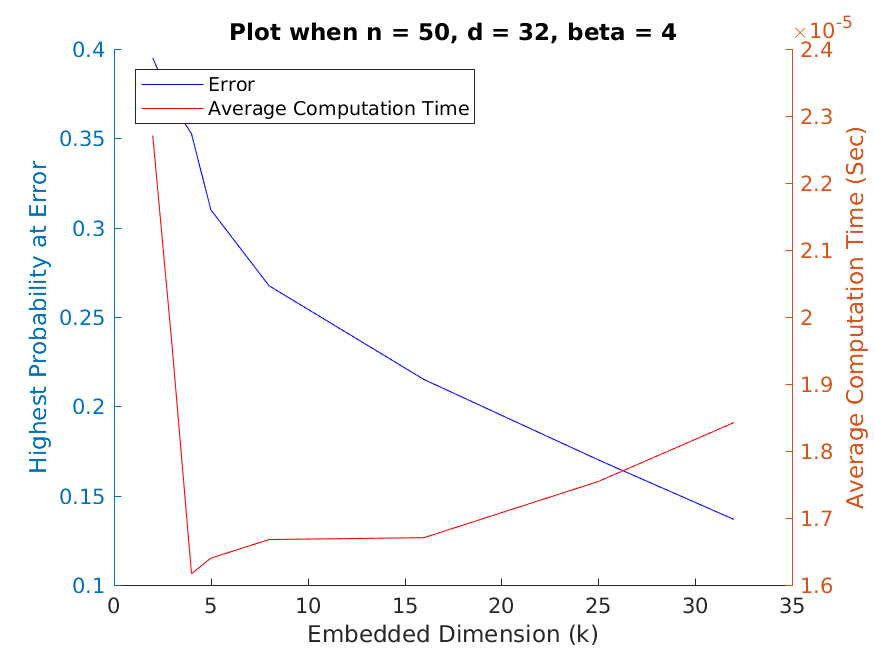 Plot when n = 50, d = 32, beta = 4
×10-5
Error
Average Computation Time
Highest Probability at Error
0.4
0.35
0.3
0.25
0.2
0.15
0.1
2.4
2.3
2.2
2.1
2
1.9
1.8
1.7
1.6
Average Computation Time (Sec)
0 5 10 15 20 25 30 35
Embedded Dimension (k)